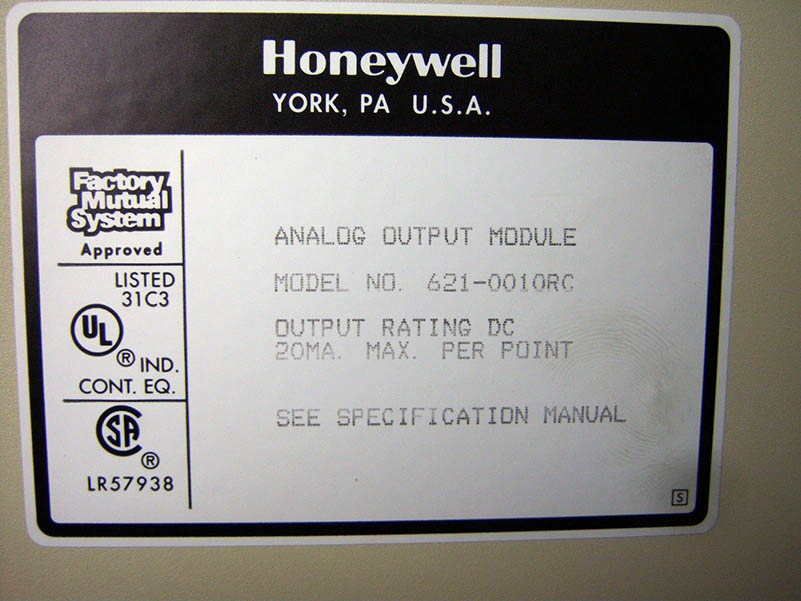 Honeywell
YORK, PA U.S.A.
Factory
Mutual
System
Approved
LISTED
31C3
UL
® IND.
CONT. EQ.
SA
®
LR57938
ANALOG OUTPUT MODULE
MODEL NO. 621-0010RC
OUTPUT RATING DC
20MA. MAX. PER POINT
SEE SPECIFICATION MANUAL
S